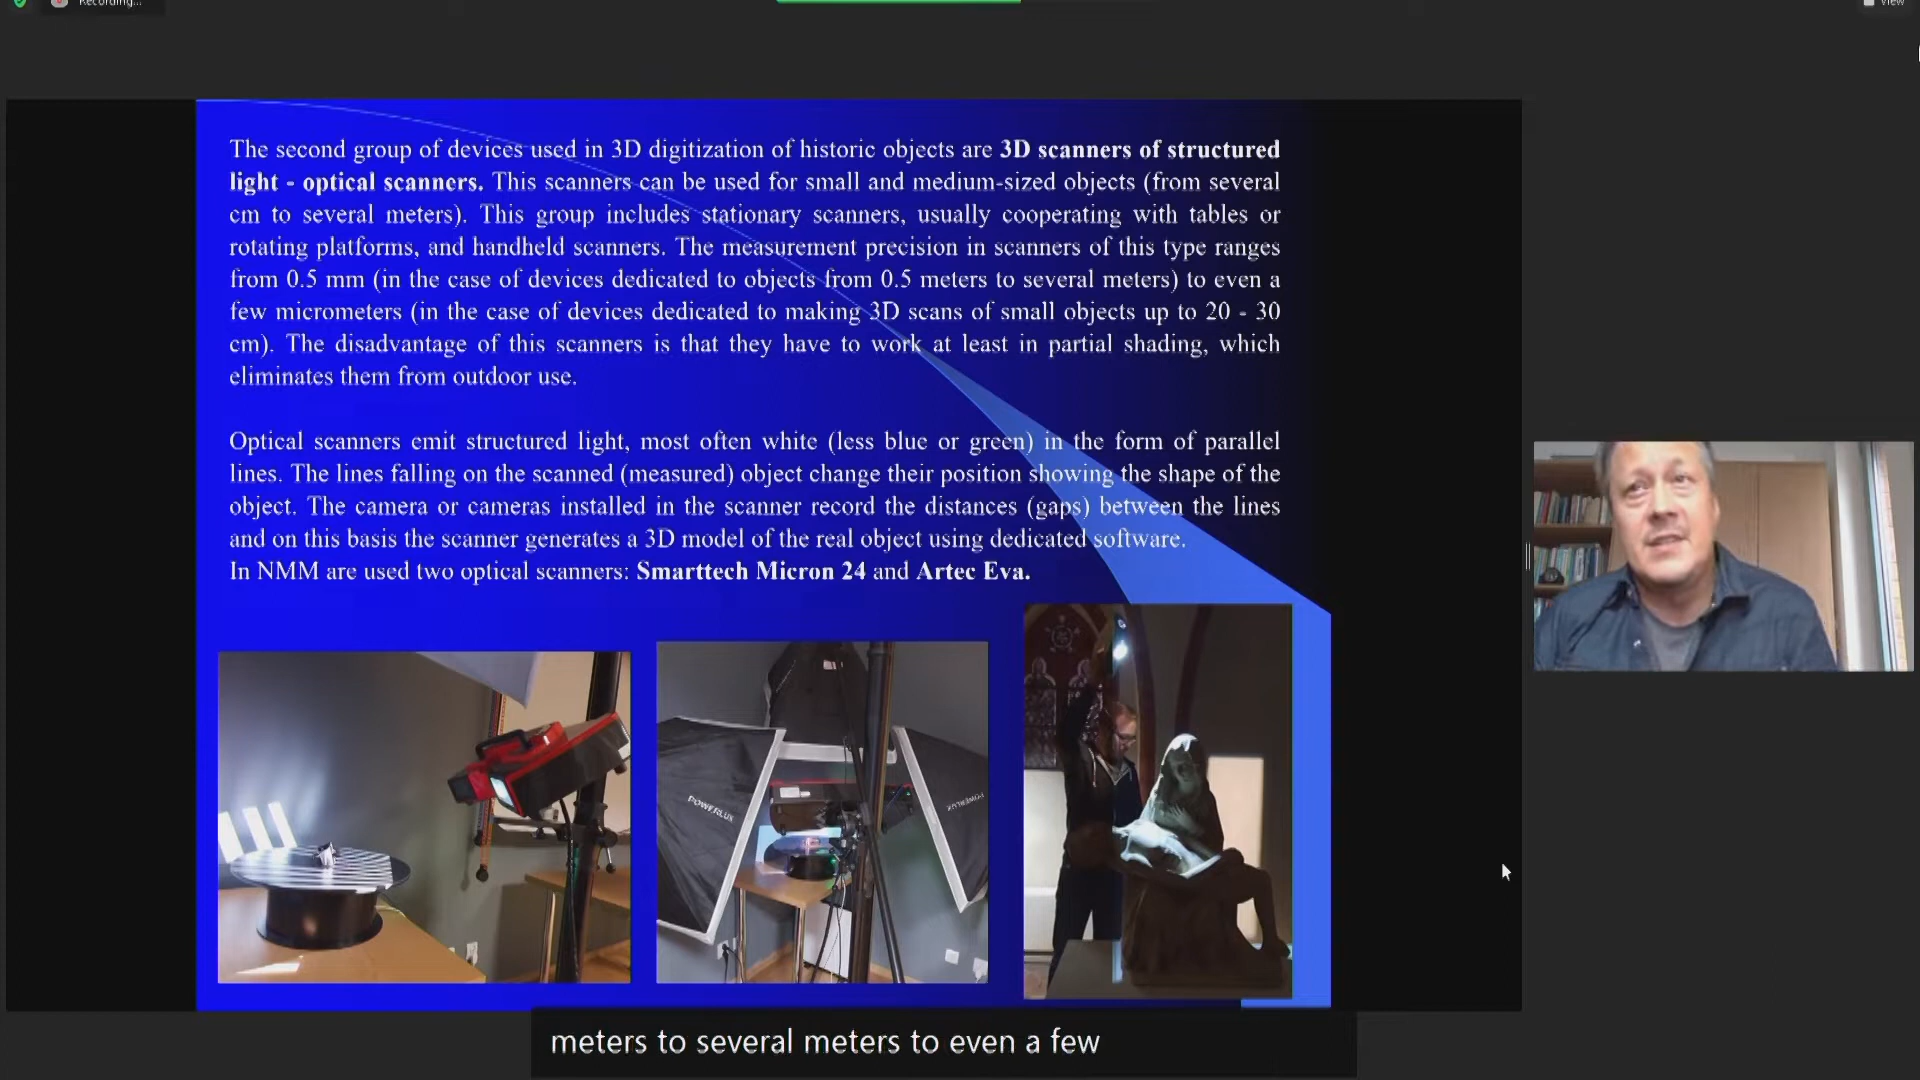 Recording...
View
The second group of devices used in 3D digitization of historic objects are 3D scanners of structured
light - optical scanners. This scanners can be used for small and medium-sized objects (from several
cm to several meters). This group includes stationary scanners, usually cooperating with tables or
rotating platforms, and handheld scanners. The measurement precision in scanners of this type ranges
from 0.5 mm (in the case of devices dedicated to objects from 0.5 meters to several meters) to even a
few micrometers (in the case of devices dedicated to making 3D scans of small objects up to 20 - 30
cm). The disadvantage of this scanners is that they have to work at least in partial shading, which
eliminates them from outdoor use.
Optical scanners emit structured light, most often white (less blue or green) in the form of parallel
lines. The lines falling on the scanned (measured) object change their position showing the shape of the
object. The camera or cameras installed in the scanner record the distances (gaps) between the lines
and on this basis the scanner generates a 3D model of the real object using dedicated software.
In NMM are used two optical scanners: Smarttech Micron 24 and Artec Eva.
POWERLUX
POWERLUX
meters to several meters to even a few